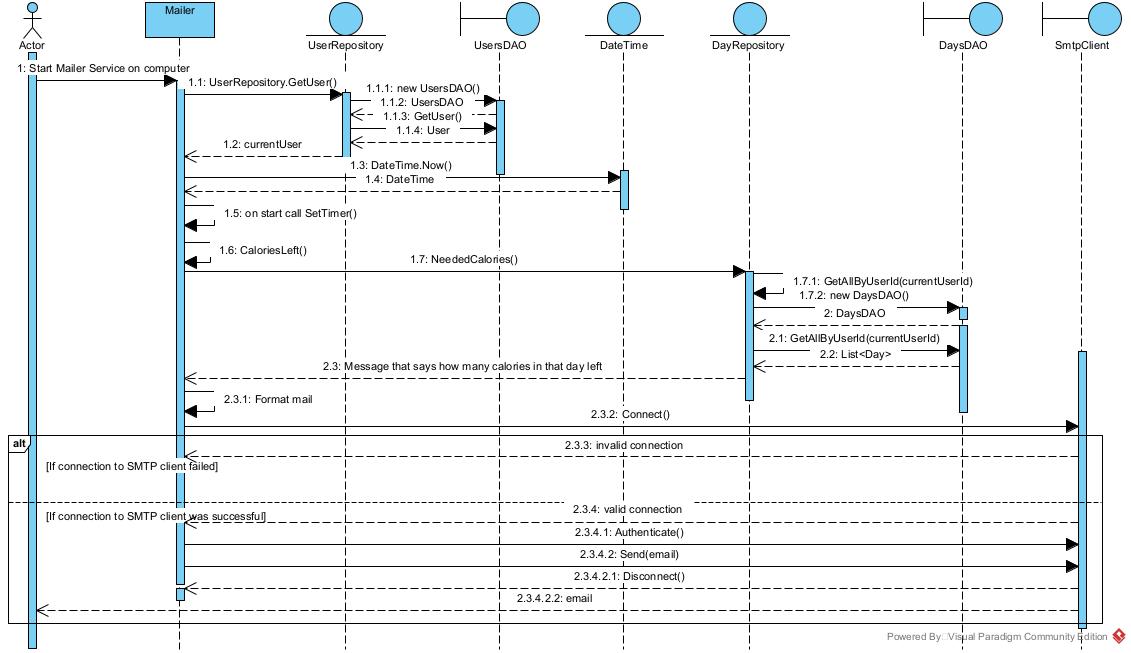 Actor
Mailer
UserRepository
UsersDAO
DateTime
DayRepository
DaysDAO
SmtpClient
1: Start Mailer Service on computer
1.1: UserRepository.GetUser()
1.1.1: new UsersDAO()
1.1.2: UsersDAO
1.1.3: GetUser()
1.1.4: User
1.2: currentUser
1.3: DateTime.Now()
1.4: DateTime
1.5: on start call SetTimer()
1.6: CaloriesLeft()
1.7: NeededCalories()
1.7.1: GetAllByUserId(currentUserId)
1.7.2: new DaysDAO()
2: DaysDAO
2.1: GetAllByUserId(currentUserId)
2.2: List<Day>
2.3: Message that says how many calories in that day left
2.3.1: Format mail
2.3.2: Connect()
alt
2.3.3: invalid connection
[If connection to SMTP client failed]
2.3.4: valid connection
[If connection to SMTP client was successful]
2.3.4.1: Authenticate()
2.3.4.2: Send(email)
2.3.4.2.1: Disconnect()
2.3.4.2.2: email
Powered By Visual Paradigm Community Edition